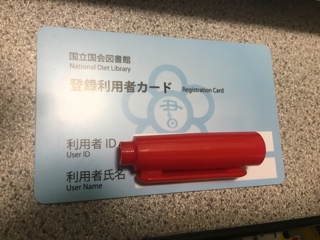 国立国会図書館
National Diet Library
登録利用者カード Registration Card
利用者 ID
User ID
利用者氏名
User Name